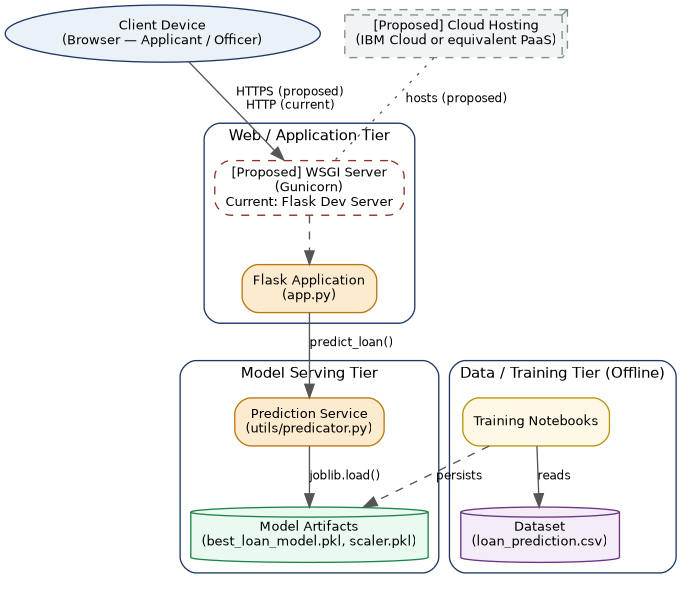 Client Device
(Browser — Applicant / Officer)
[Proposed] Cloud Hosting
(IBM Cloud or equivalent PaaS)
HTTPS (proposed)
HTTP (current)
hosts (proposed)
Web / Application Tier
[Proposed] WSGI Server
(Gunicorn)
Current: Flask Dev Server
Flask Application
(app.py)
predict_loan()
Model Serving Tier
Data / Training Tier (Offline)
Prediction Service
(utils/predicator.py)
Training Notebooks
joblib.load()
persists
reads
Model Artifacts
(best_loan_model.pkl, scaler.pkl)
Dataset
(loan_prediction.csv)